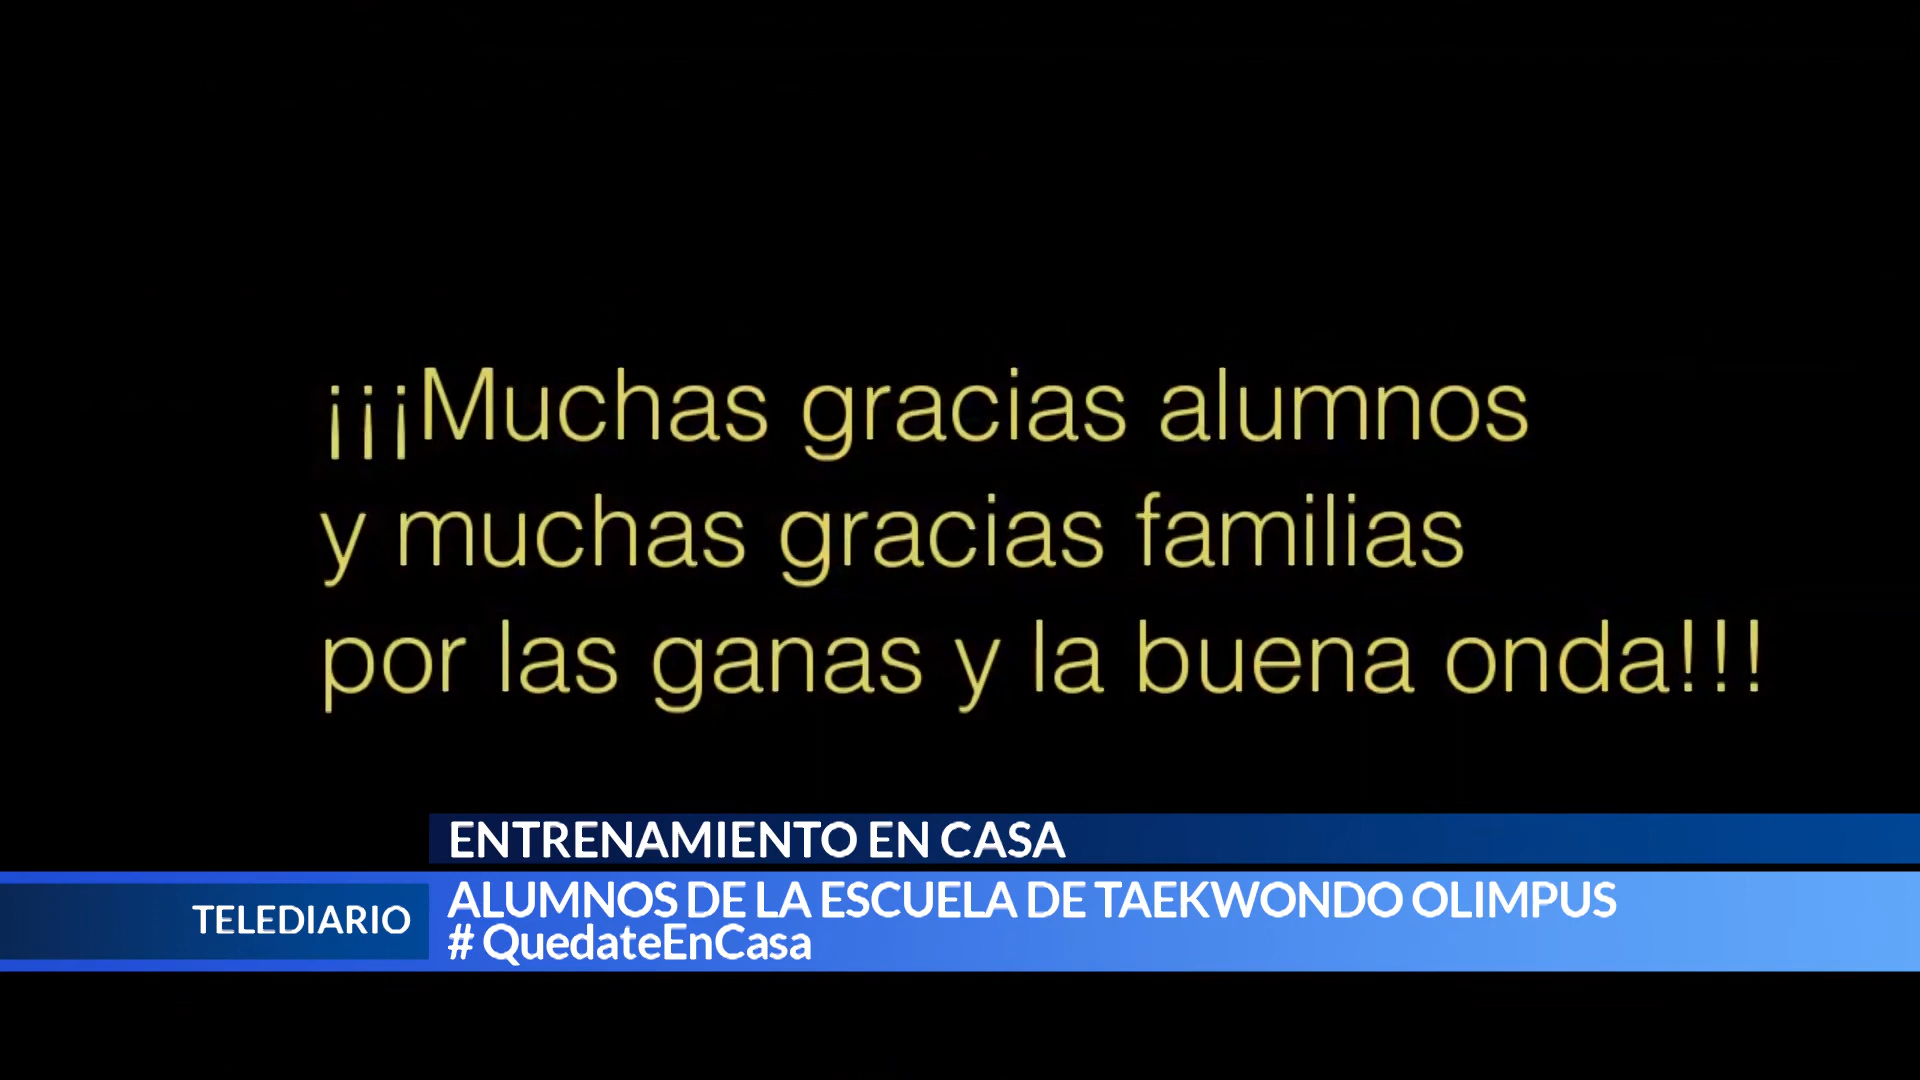 ¡¡¡Muchas gracias alumnos
y muchas gracias familias
por las ganas y la buena onda!!!
ENTRENAMIENTO EN CASA
TELEDIARIO
ALUMNOS DE LA ESCUELA DE TAEKWONDO OLIMPUS
# QuedateEnCasa